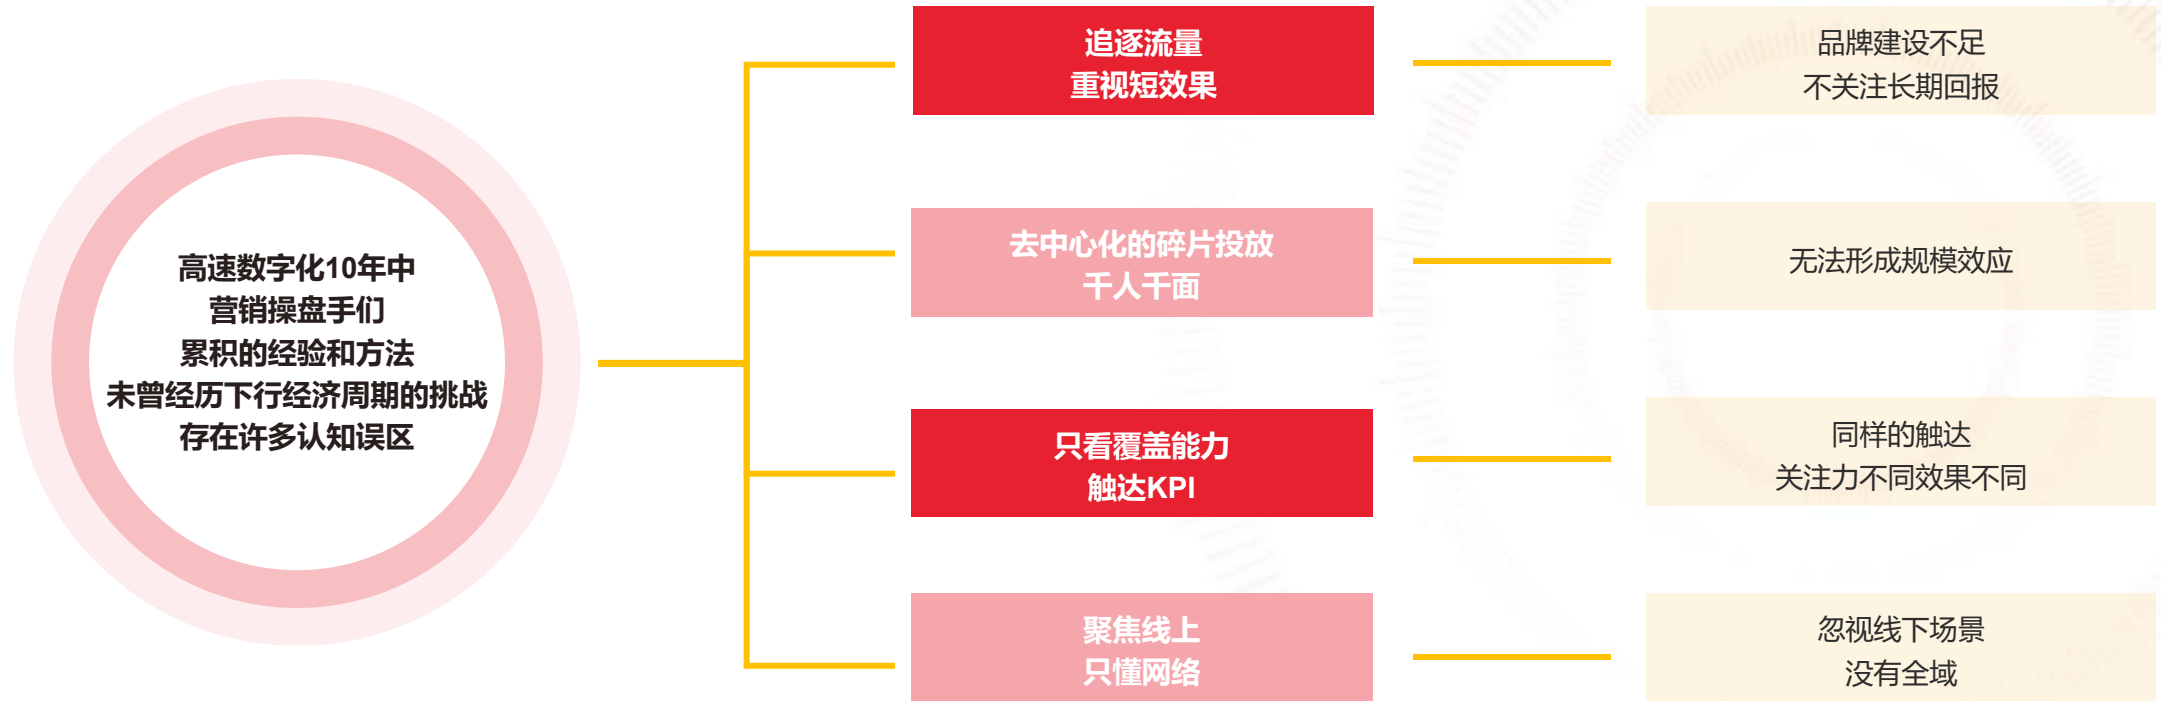 高速数字化10年中
营销操盘手们
累积的经验和方法
未曾经历下行经济周期的挑战
存在许多认知误区
追逐流量
重视短效果
品牌建设不足
不关注长期回报
去中心化的碎片投放
千人千面
无法形成规模效应
只看覆盖能力
触达KPI
同样的触达
关注力不同效果不同
聚焦线上
只懂网络
忽视线下场景
没有全域